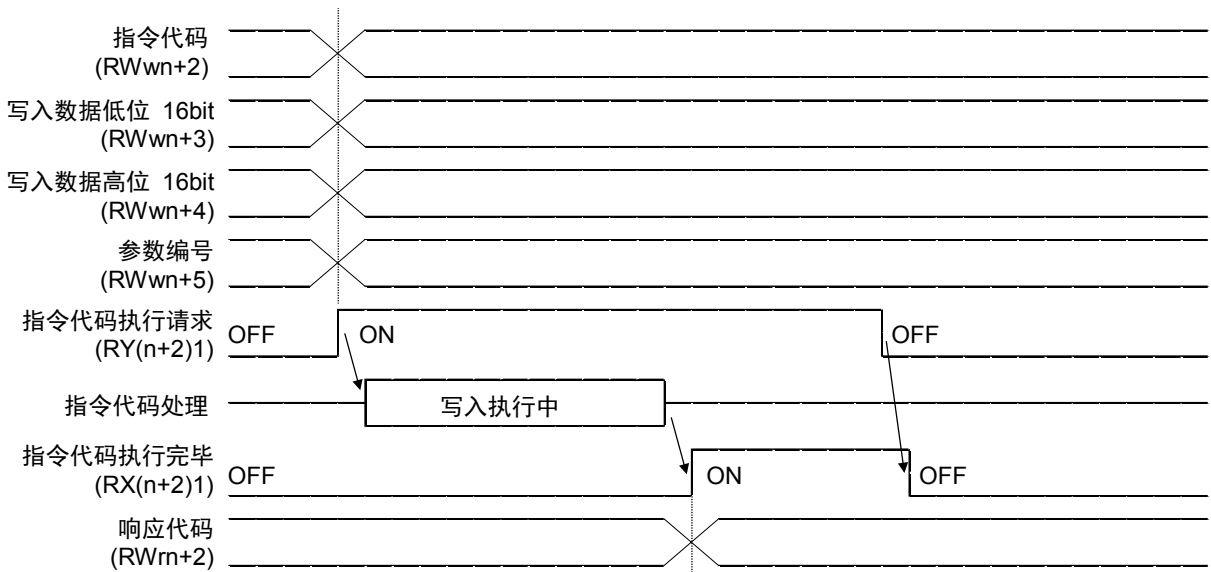 指令代码
(RWwn+2)
写入数据低位 16bit
(RWwn+3)
写入数据高位 16bit
(RWwn+4)
参数编号
(RWwn+5)
指令代码执行请求
(RY(n+2)1)
OFF
ON
OFF
指令代码处理
写入执行中
指令代码执行完毕
(RX(n+2)1)
OFF
ON
OFF
响应代码
(RWrn+2)